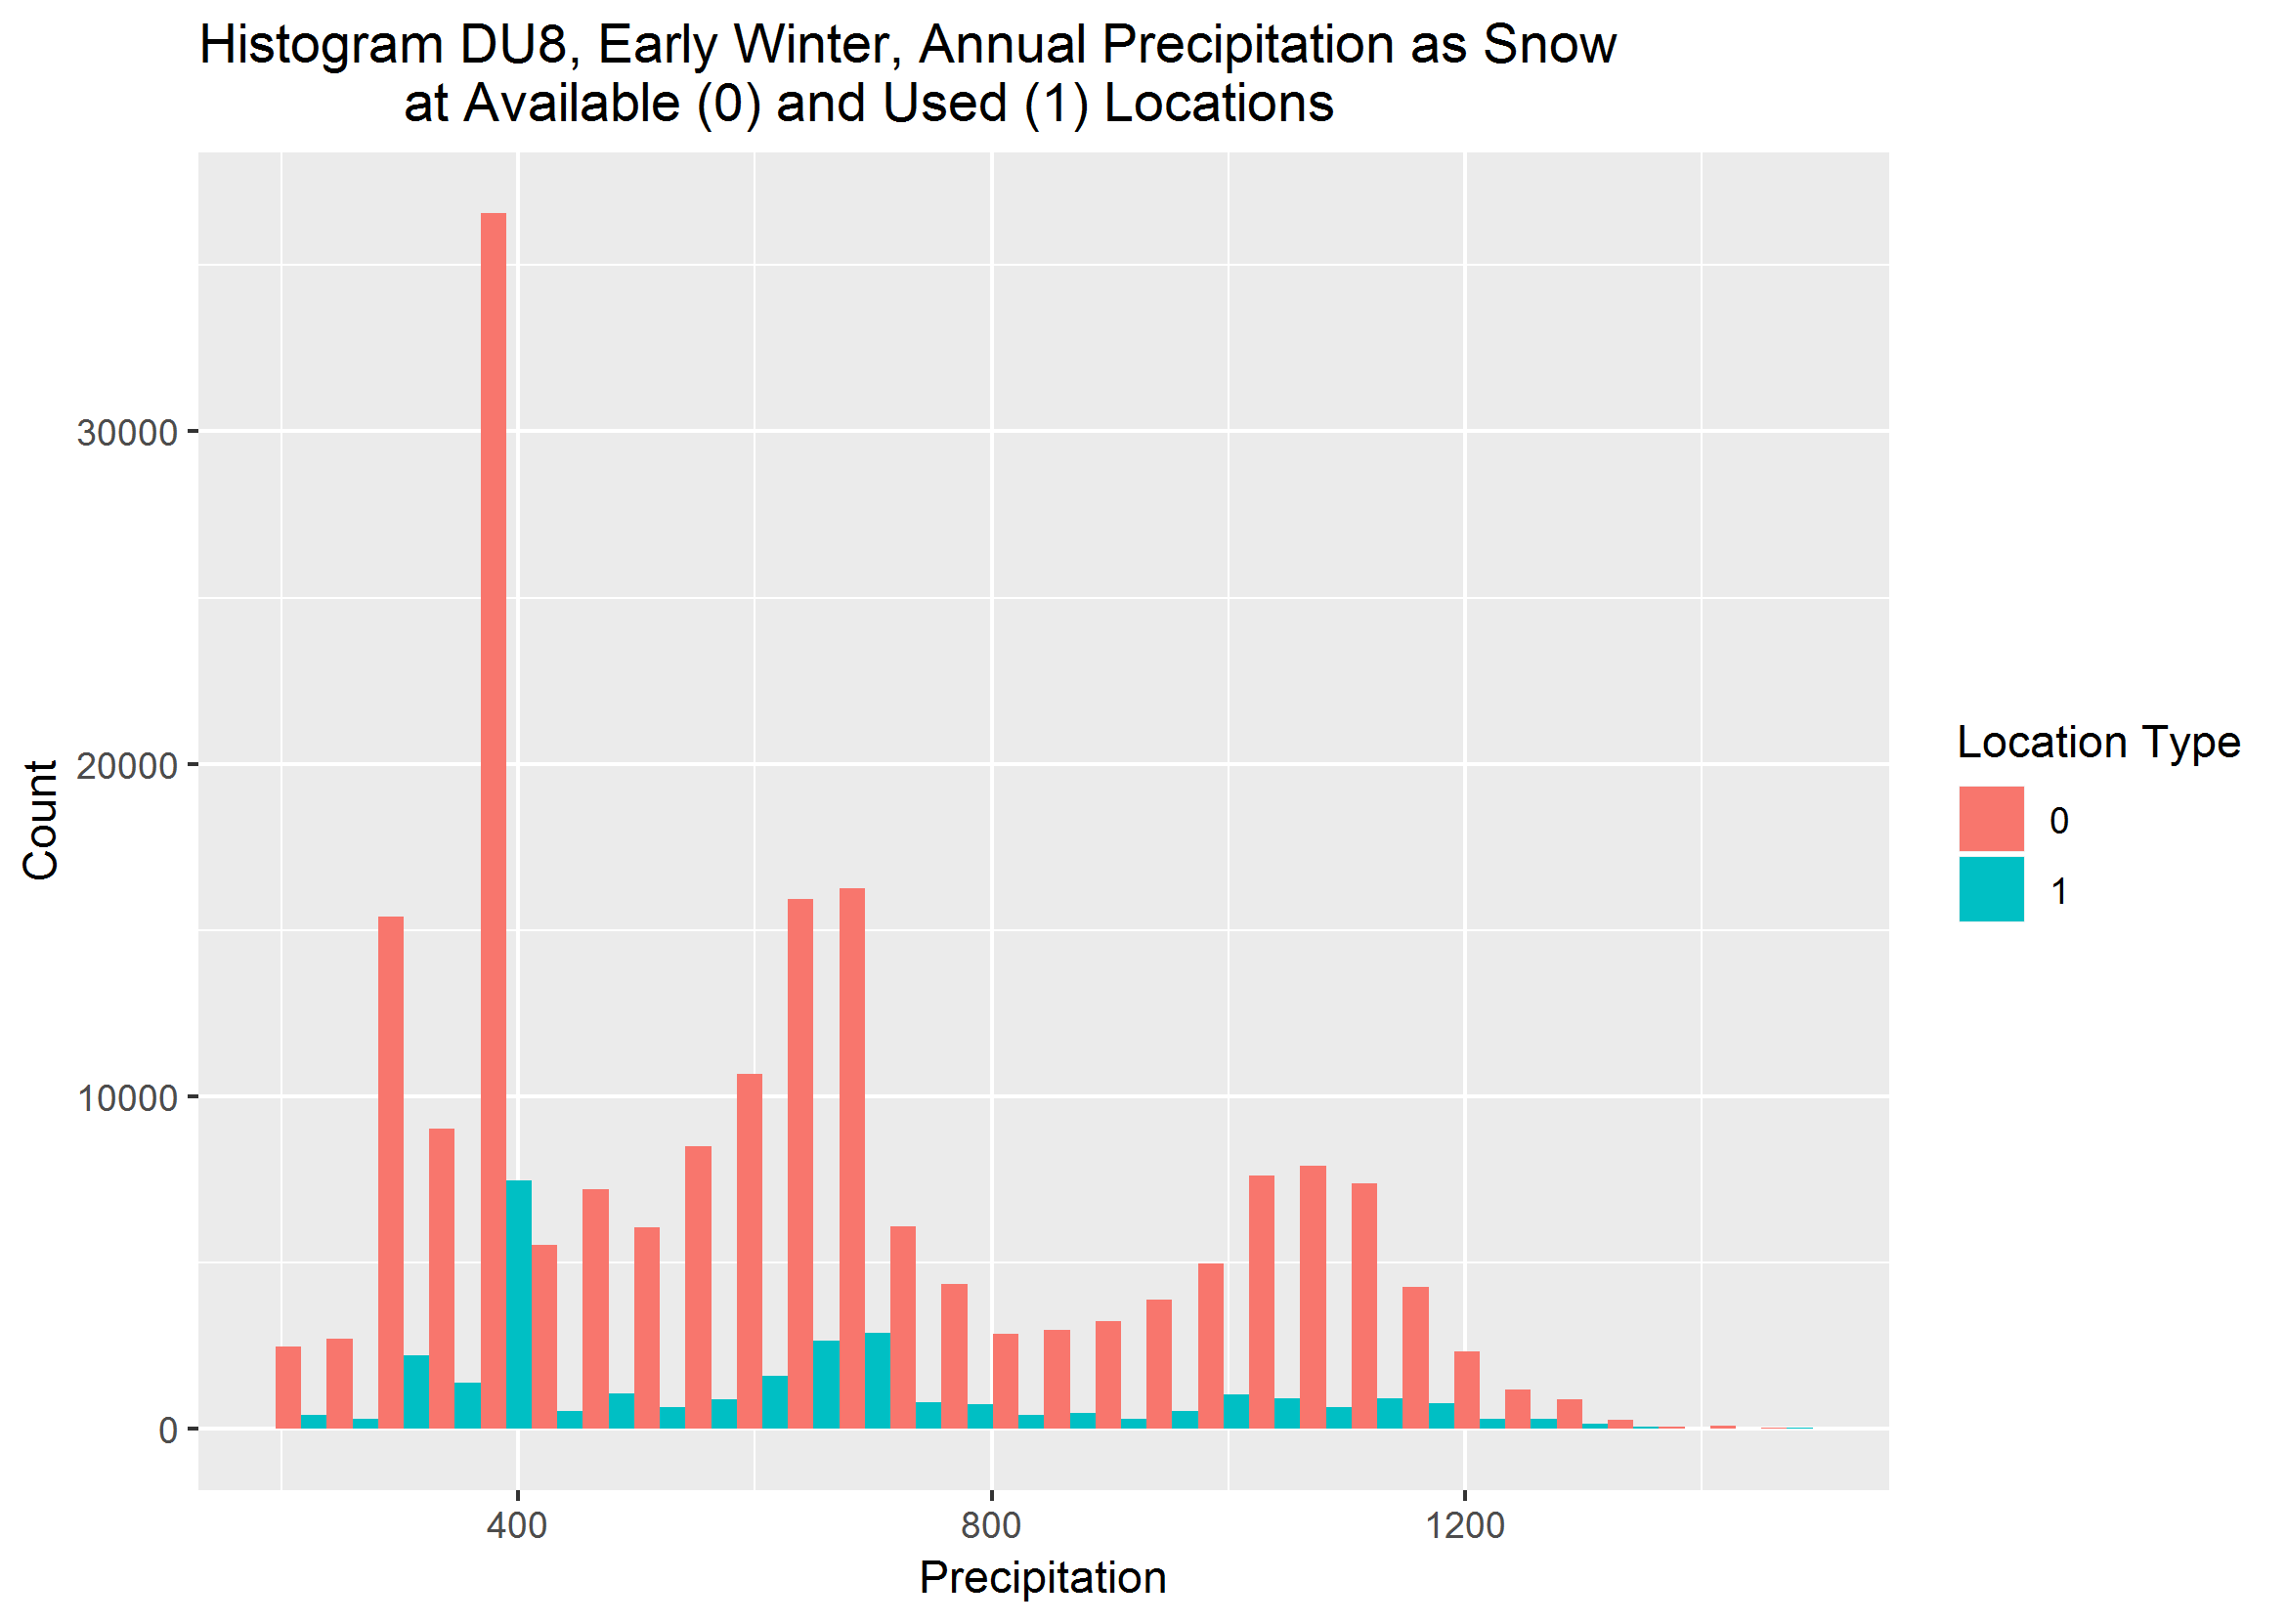 Histogram DU8, Early Winter, Annual Precipitation as Snow
at Available (0) and Used (1) Locations
Count
30000
20000
10000
0
400
800
1200
Precipitation
Location Type
0
1